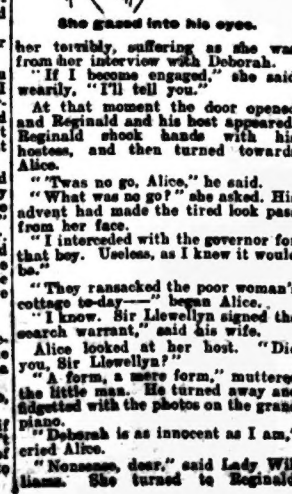 She gazed into his eyes.
her terribly, suffering as she was
from her interview with Deborah.
"If I become engaged," she said
wearily, "I'll tell you."
At that moment the door opened
and Reginald and his host appeared.
Reginald shook hands with his
hostess, and then turned toward
Alice.
"'Twas no go, Alice," he said.
"What was no go?" she asked. His
advent had made the tired look pass
from her face.
"I interceded with the governor for
that boy. Useless, as I knew it would
be."
"They ransacked the poor woman's
cottage to-day——" began Alice.
"I know. Sir Llewellyn signed the
search warrant," said his wife.
Alice looked at her host. "Did
you, Sir Llewellyn?"
"A form, a mere form," muttered
the little man. He turned away and
fidgetted with the photos on the grand
piano.
"Deborah is as innocent as I am,"
cried Alice.
"Nonsense, dear," said Lady Wil-
liams. She turned to Reginald